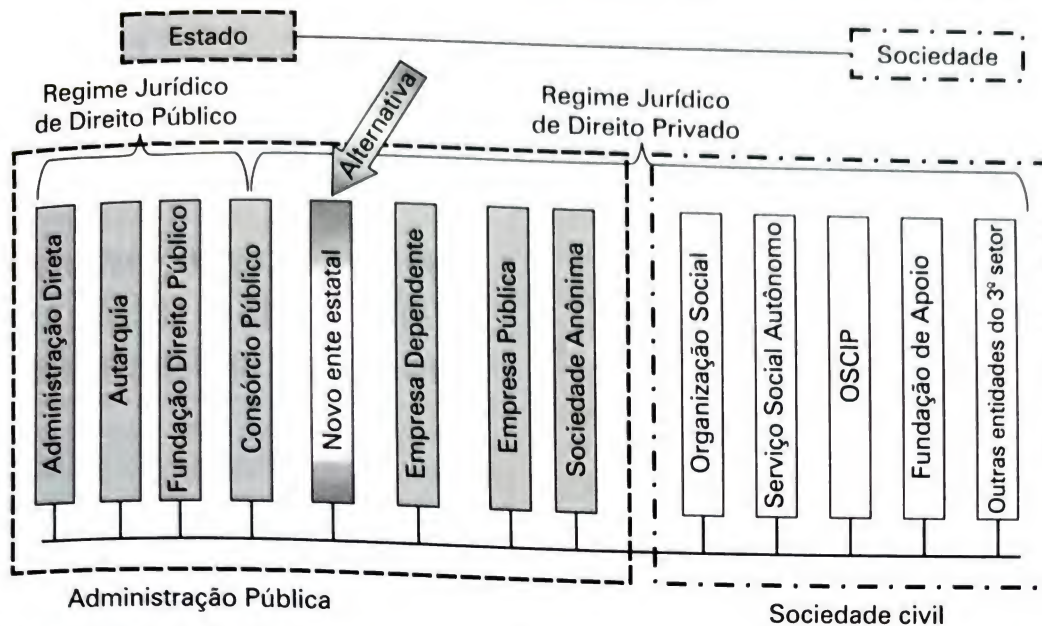 Estado
Sociedade
Regime Jurídico
de Direito Público
Alternativa
Regime Jurídico
de Direito Privado
Administração Direta
Autarquia
Fundação Direito Público
Consórcio Público
Novo ente estatal
Empresa Dependente
Empresa Pública
Sociedade Anônima
Organização Social
Serviço Social Autônomo
OSCIP
Fundação de Apoio
Outras entidades do 3º setor
Administração Pública
Sociedade civil